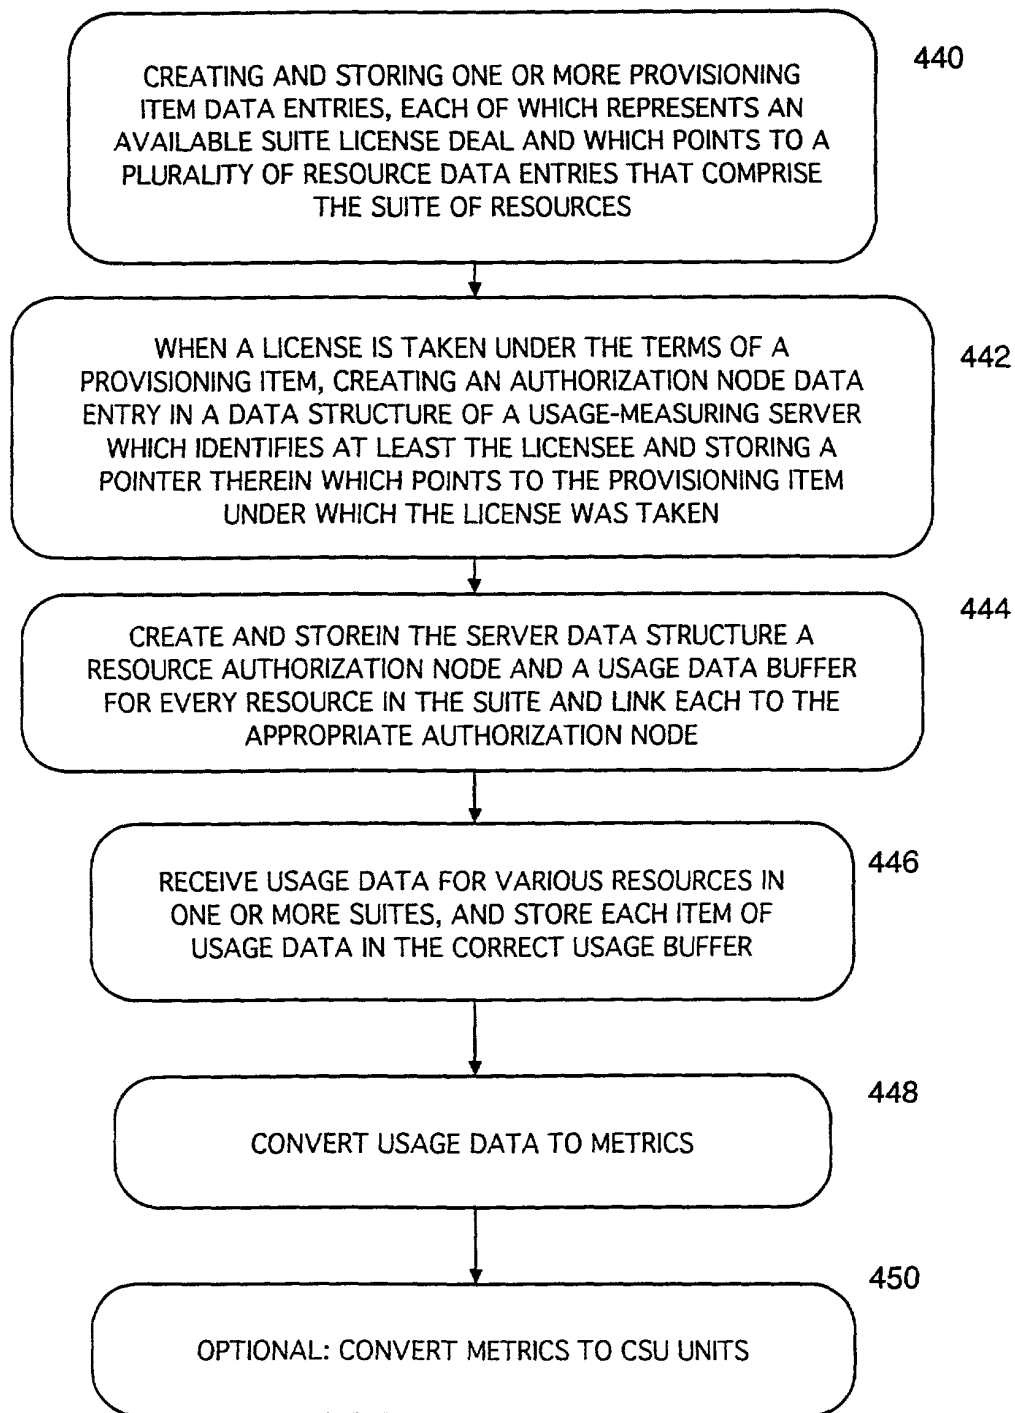 440
CREATING AND STORING ONE OR MORE PROVISIONING
ITEM DATA ENTRIES, EACH OF WHICH REPRESENTS AN
AVAILABLE SUITE LICENSE DEAL AND WHICH POINTS TO A
PLURALITY OF RESOURCE DATA ENTRIES THAT COMPRISE
THE SUITE OF RESOURCES
442
WHEN A LICENSE IS TAKEN UNDER THE TERMS OF A
PROVISIONING ITEM, CREATING AN AUTHORIZATION NODE DATA
ENTRY IN A DATA STRUCTURE OF A USAGE-MEASURING SERVER
WHICH IDENTIFIES AT LEAST THE LICENSEE AND STORING A
POINTER THEREIN WHICH POINTS TO THE PROVISIONING ITEM
UNDER WHICH THE LICENSE WAS TAKEN
444
CREATE AND STOREIN THE SERVER DATA STRUCTURE A
RESOURCE AUTHORIZATION NODE AND A USAGE DATA BUFFER
FOR EVERY RESOURCE IN THE SUITE AND LINK EACH TO THE
APPROPRIATE AUTHORIZATION NODE
446
RECEIVE USAGE DATA FOR VARIOUS RESOURCES IN
ONE OR MORE SUITES, AND STORE EACH ITEM OF
USAGE DATA IN THE CORRECT USAGE BUFFER
448
CONVERT USAGE DATA TO METRICS
450
OPTIONAL: CONVERT METRICS TO CSU UNITS